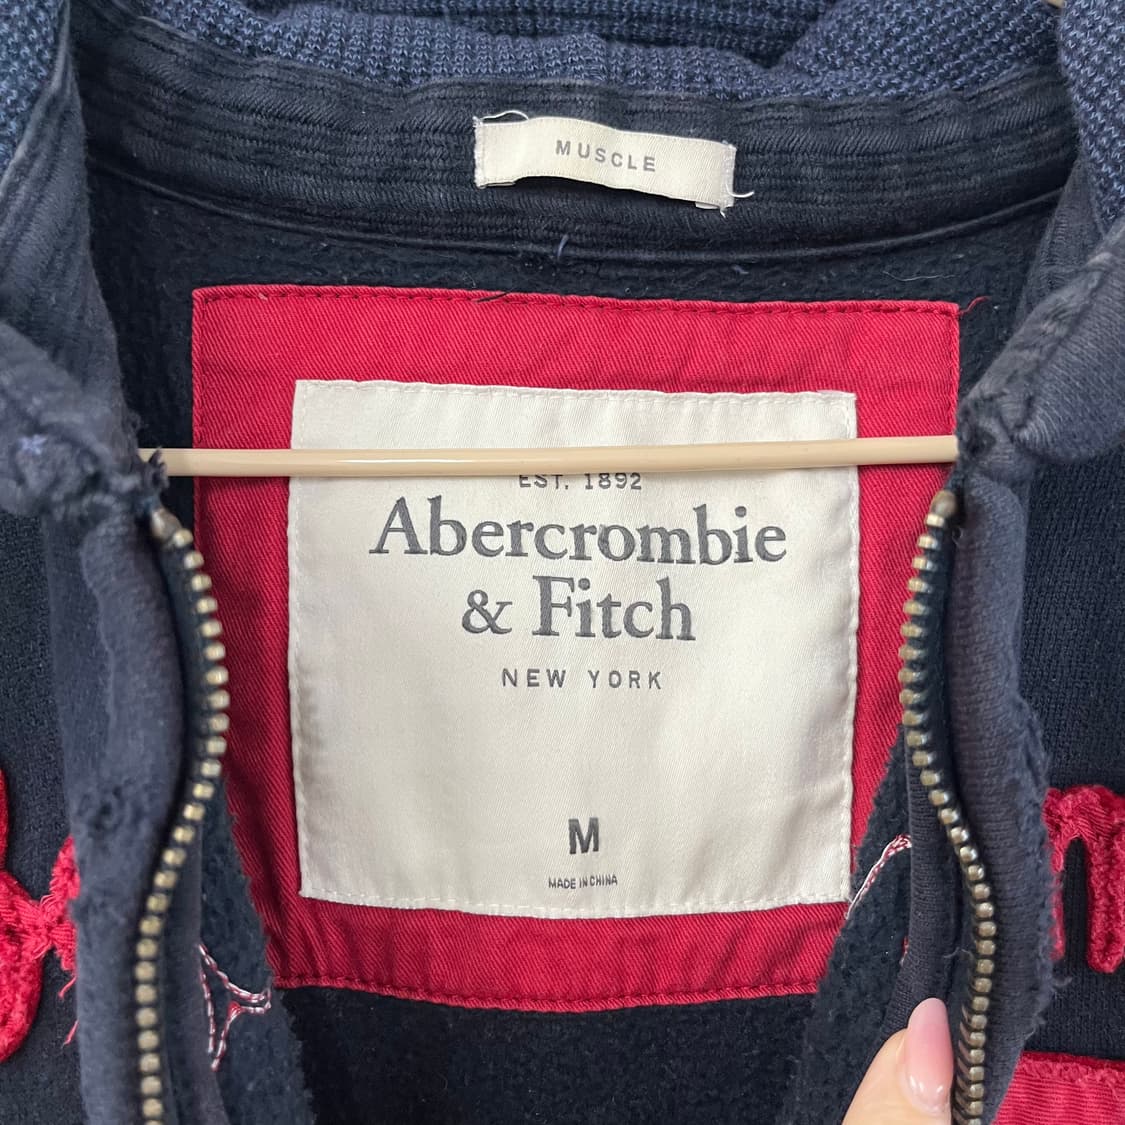 MUSCLE
EST. 1892
Abercrombie
& Fitch
NEW YORK
M
MADE IN CHINA